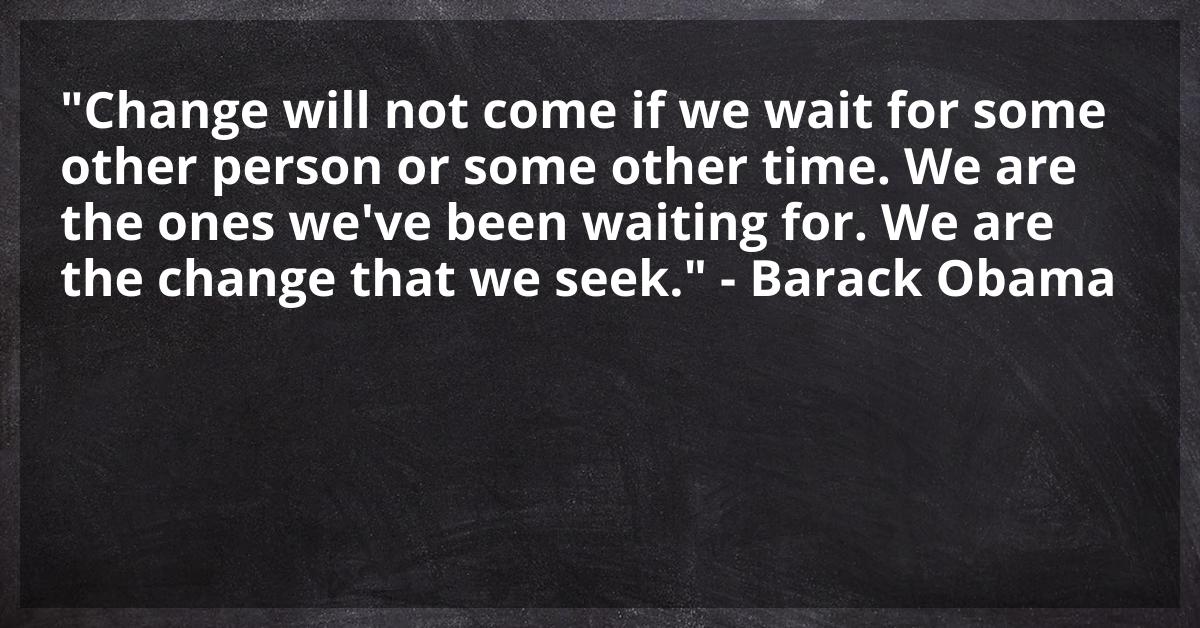 "Change will not come if we wait for some
other person or some other time. We are
the ones we've been waiting for. We are
the change that we seek." - Barack Obama